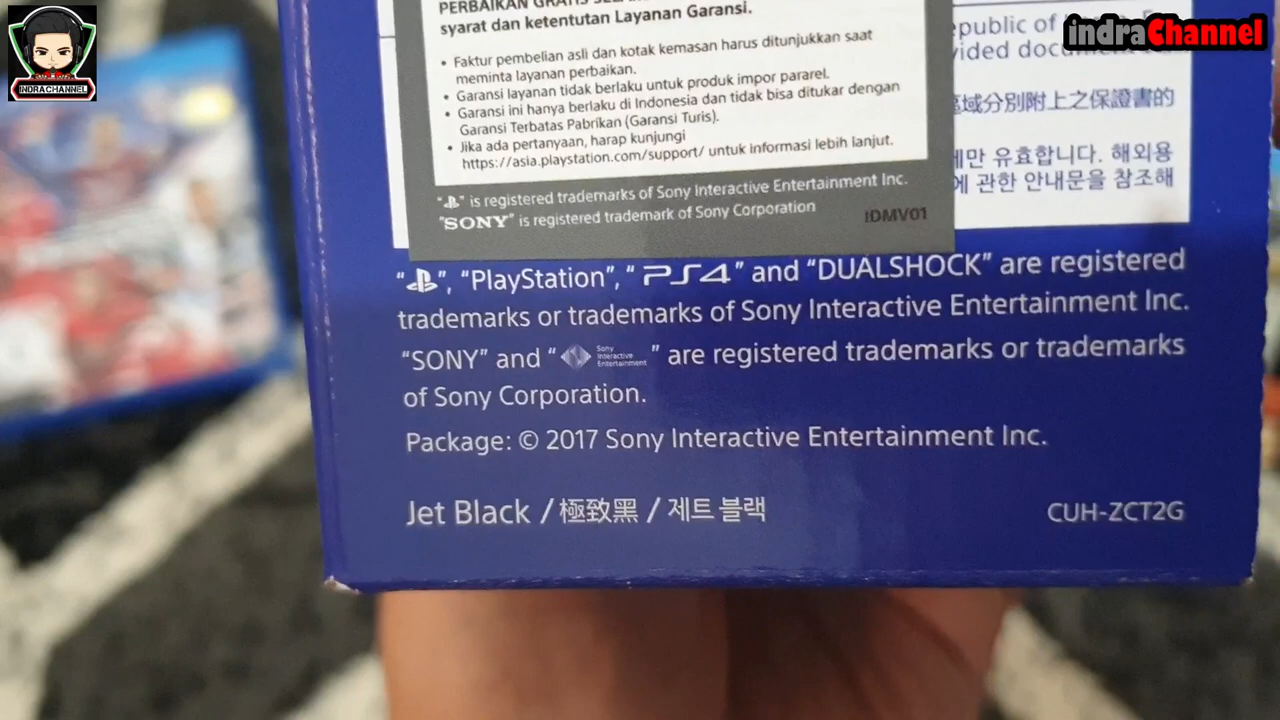 INDRACHANNEL
indraChannel
syarat dan ketentutan Layanan Garansi.
• Faktur pembelian asli dan kotak kemasan harus ditunjukkan saat
meminta layanan perbaikan.
• Garansi layanan tidak berlaku untuk produk impor pararel.
• Garansi ini hanya berlaku di Indonesia dan tidak bisa ditukar dengan
Garansi Terbatas Pabrikan (Garansi Turis).
• Jika ada pertanyaan, harap kunjungi
https://asia.playstation.com/support/ untuk informasi lebih lanjut.
" " is registered trademarks of Sony Interactive Entertainment Inc.
"SONY" is registered trademark of Sony Corporation
IDMV01
epublic of
vided docum
區域分別附上之保證書的
에만 유효합니다. 해외용
에 관한 안내문을 참조해
" ", "PlayStation", "PS4" and "DUALSHOCK" are registered
trademarks or trademarks of Sony Interactive Entertainment Inc.
"SONY" and " Sony Interactive Entertainment " are registered trademarks or trademarks
of Sony Corporation.
Package: © 2017 Sony Interactive Entertainment Inc.
Jet Black / 極致黑 / 제트 블랙
CUH-ZCT2G